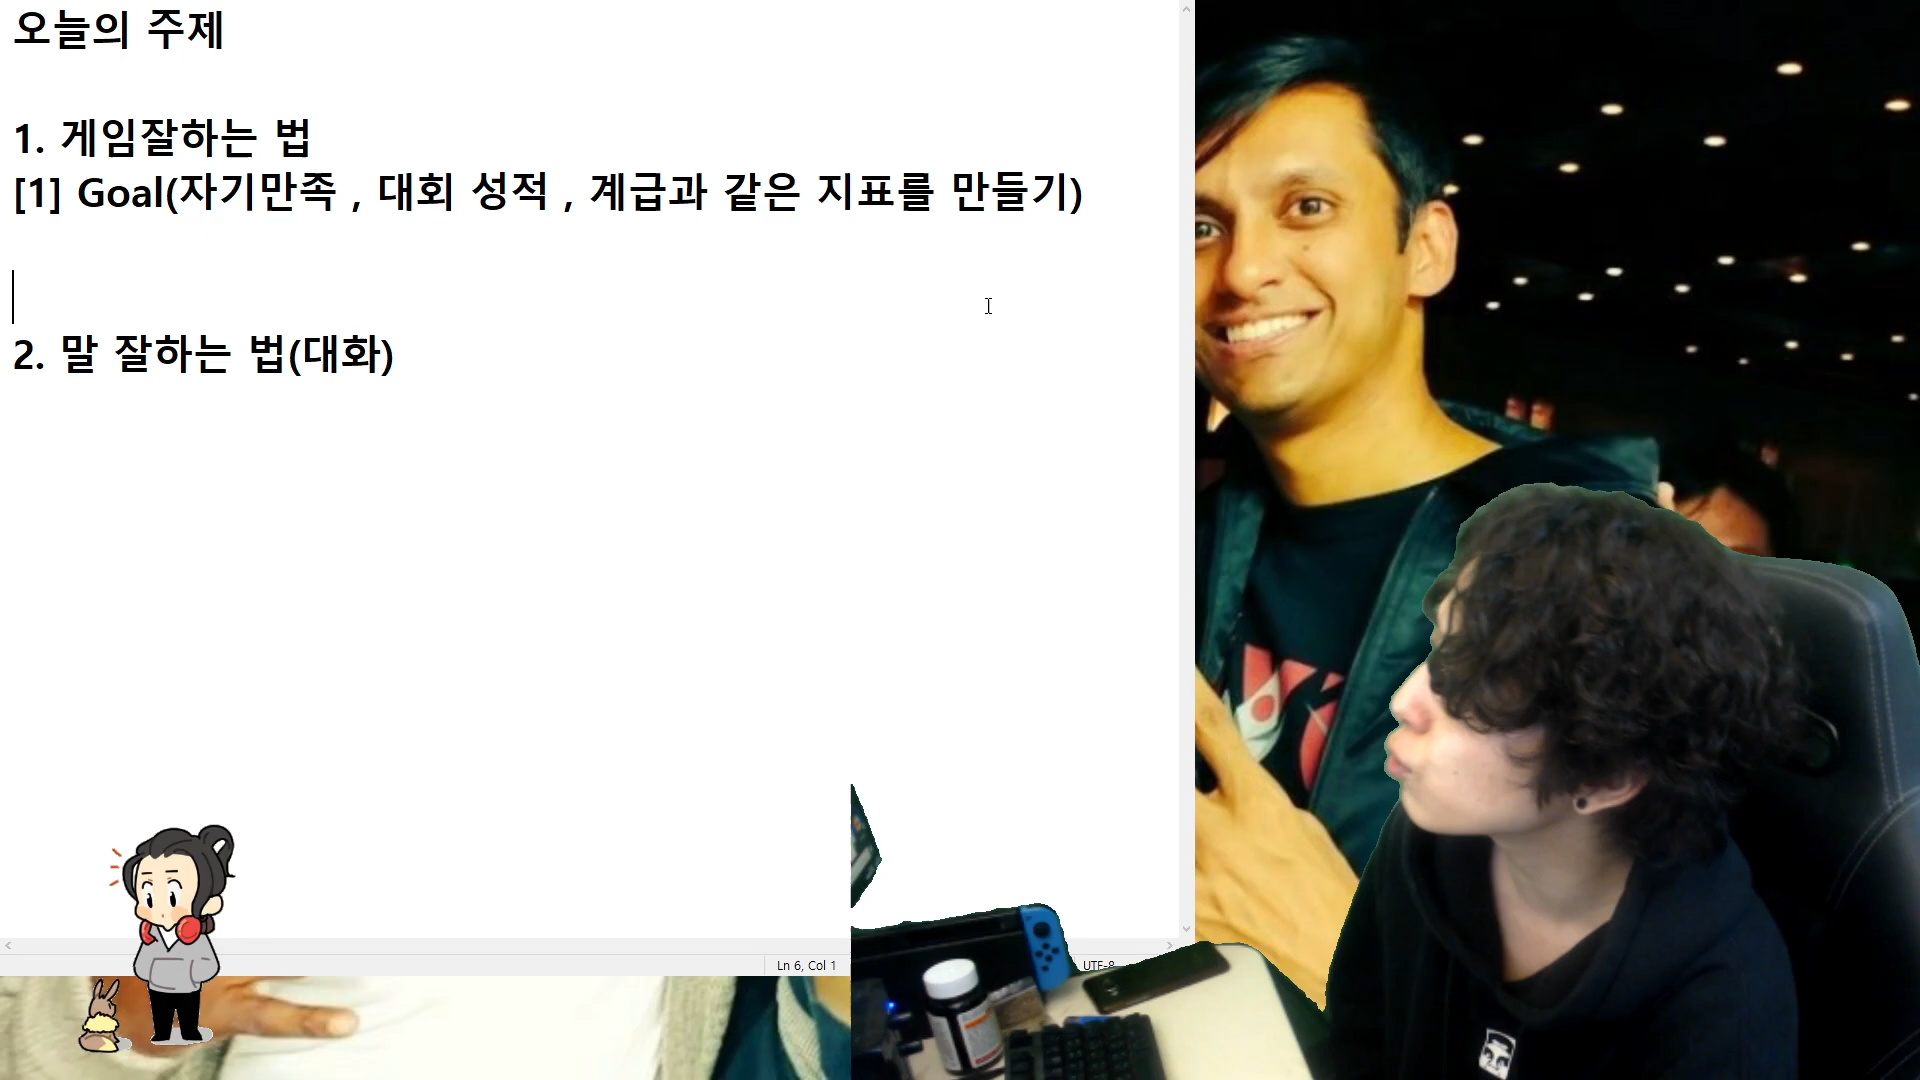 오늘의 주제
1. 게임잘하는 법
[1] Goal(자기만족 , 대회 성적 , 계급과 같은 지표를 만들기)
2. 말 잘하는 법(대화)
Ln 6, Col 1
UTF-8